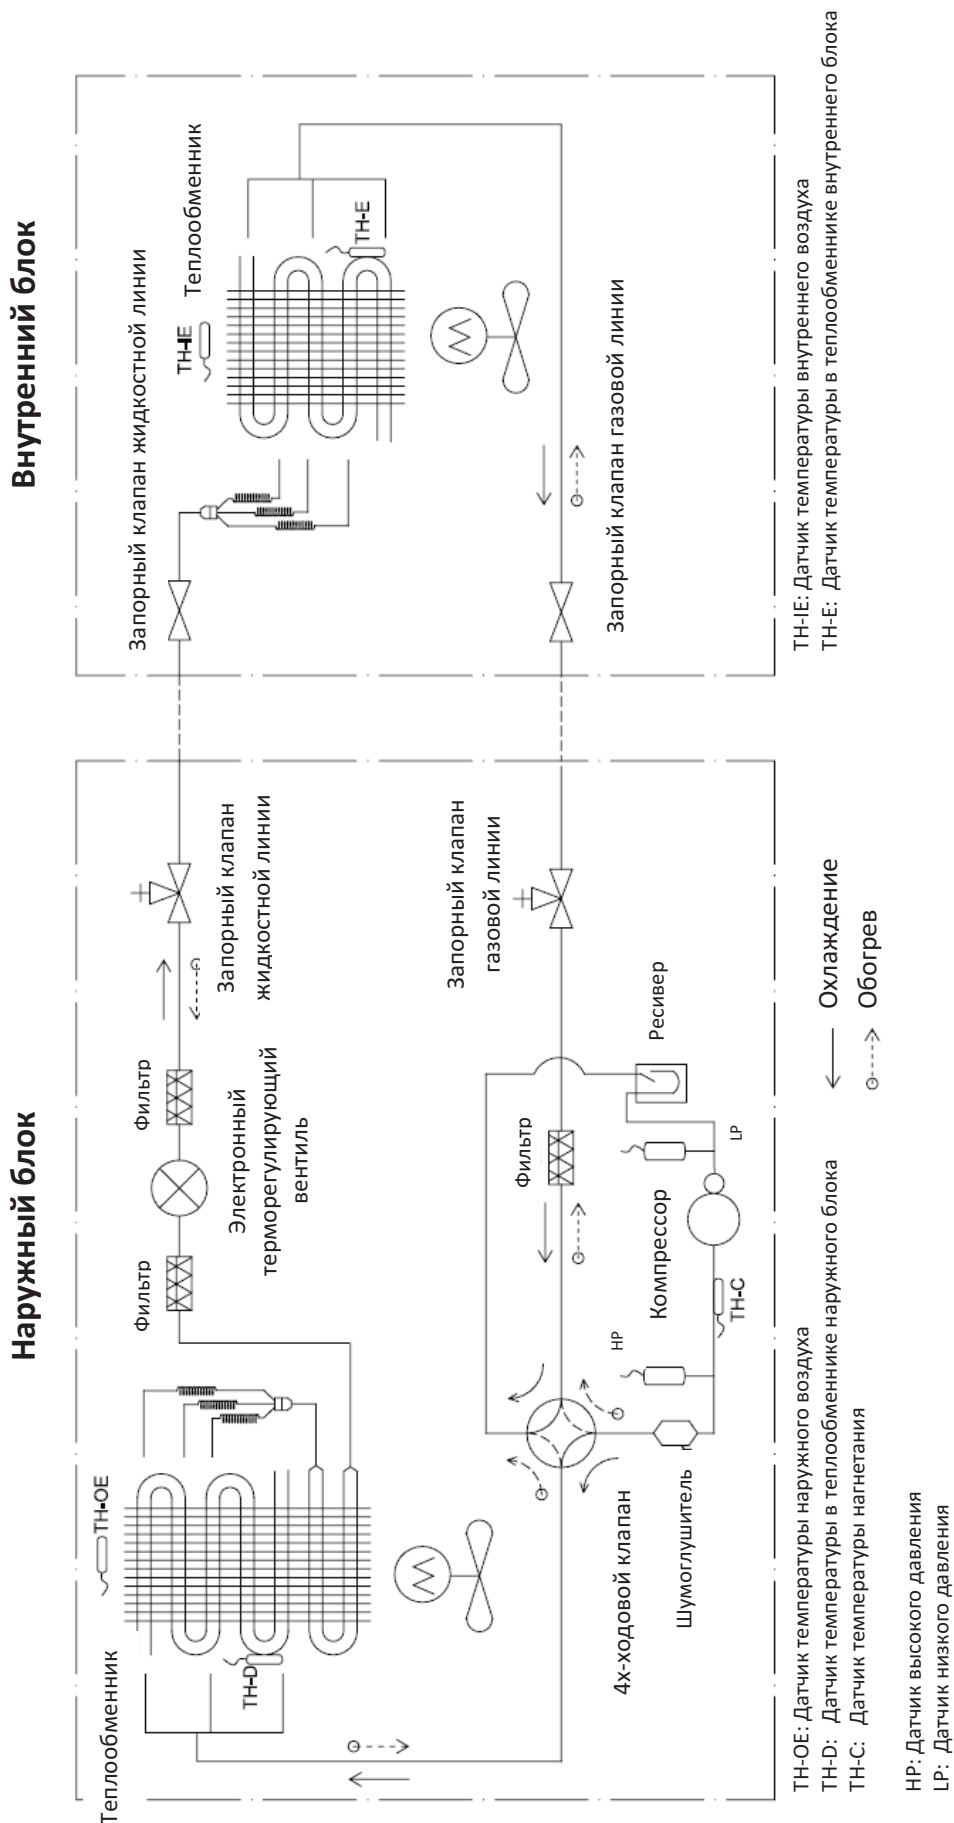 Наружный блок
Внутренний блок
Теплообменник
TH-OE
TH-D
Фильтр
Электронный
терморегулирующий
вентиль
Фильтр
Запорный клапан
жидкостной линии
Запорный клапан жидкостной линии
TH-IE
Теплообменник
TH-E
4х-ходовой клапан
Шумоглушитель
HP
TH-C
Компрессор
LP
Фильтр
Ресивер
Запорный клапан
газовой линии
Запорный клапан газовой линии
TH-OE: Датчик температуры наружного воздуха
TH-D: Датчик температуры в теплообменнике наружного блока
TH-C: Датчик температуры нагнетания
HP: Датчик высокого давления
LP: Датчик низкого давления
Охлаждение
Обогрев
TH-IE: Датчик температуры внутреннего воздуха
TH-E: Датчик температуры в теплообменнике внутреннего блока